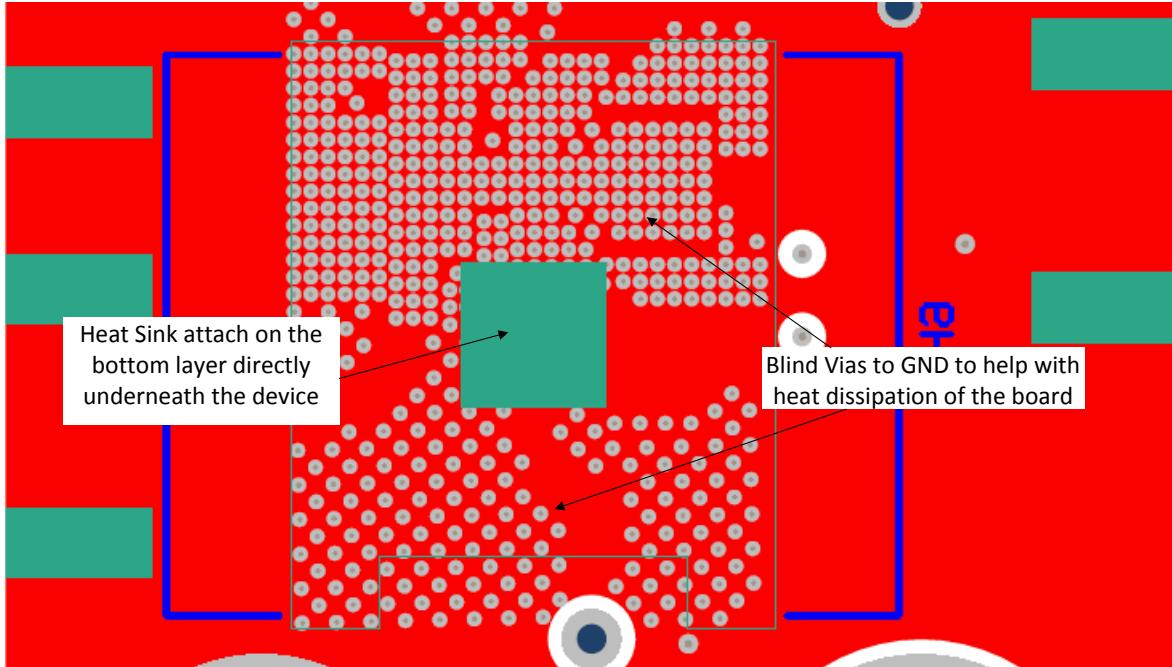 Heat Sink attach on the
bottom layer directly
underneath the device
Blind Vias to GND to help with
heat dissipation of the board